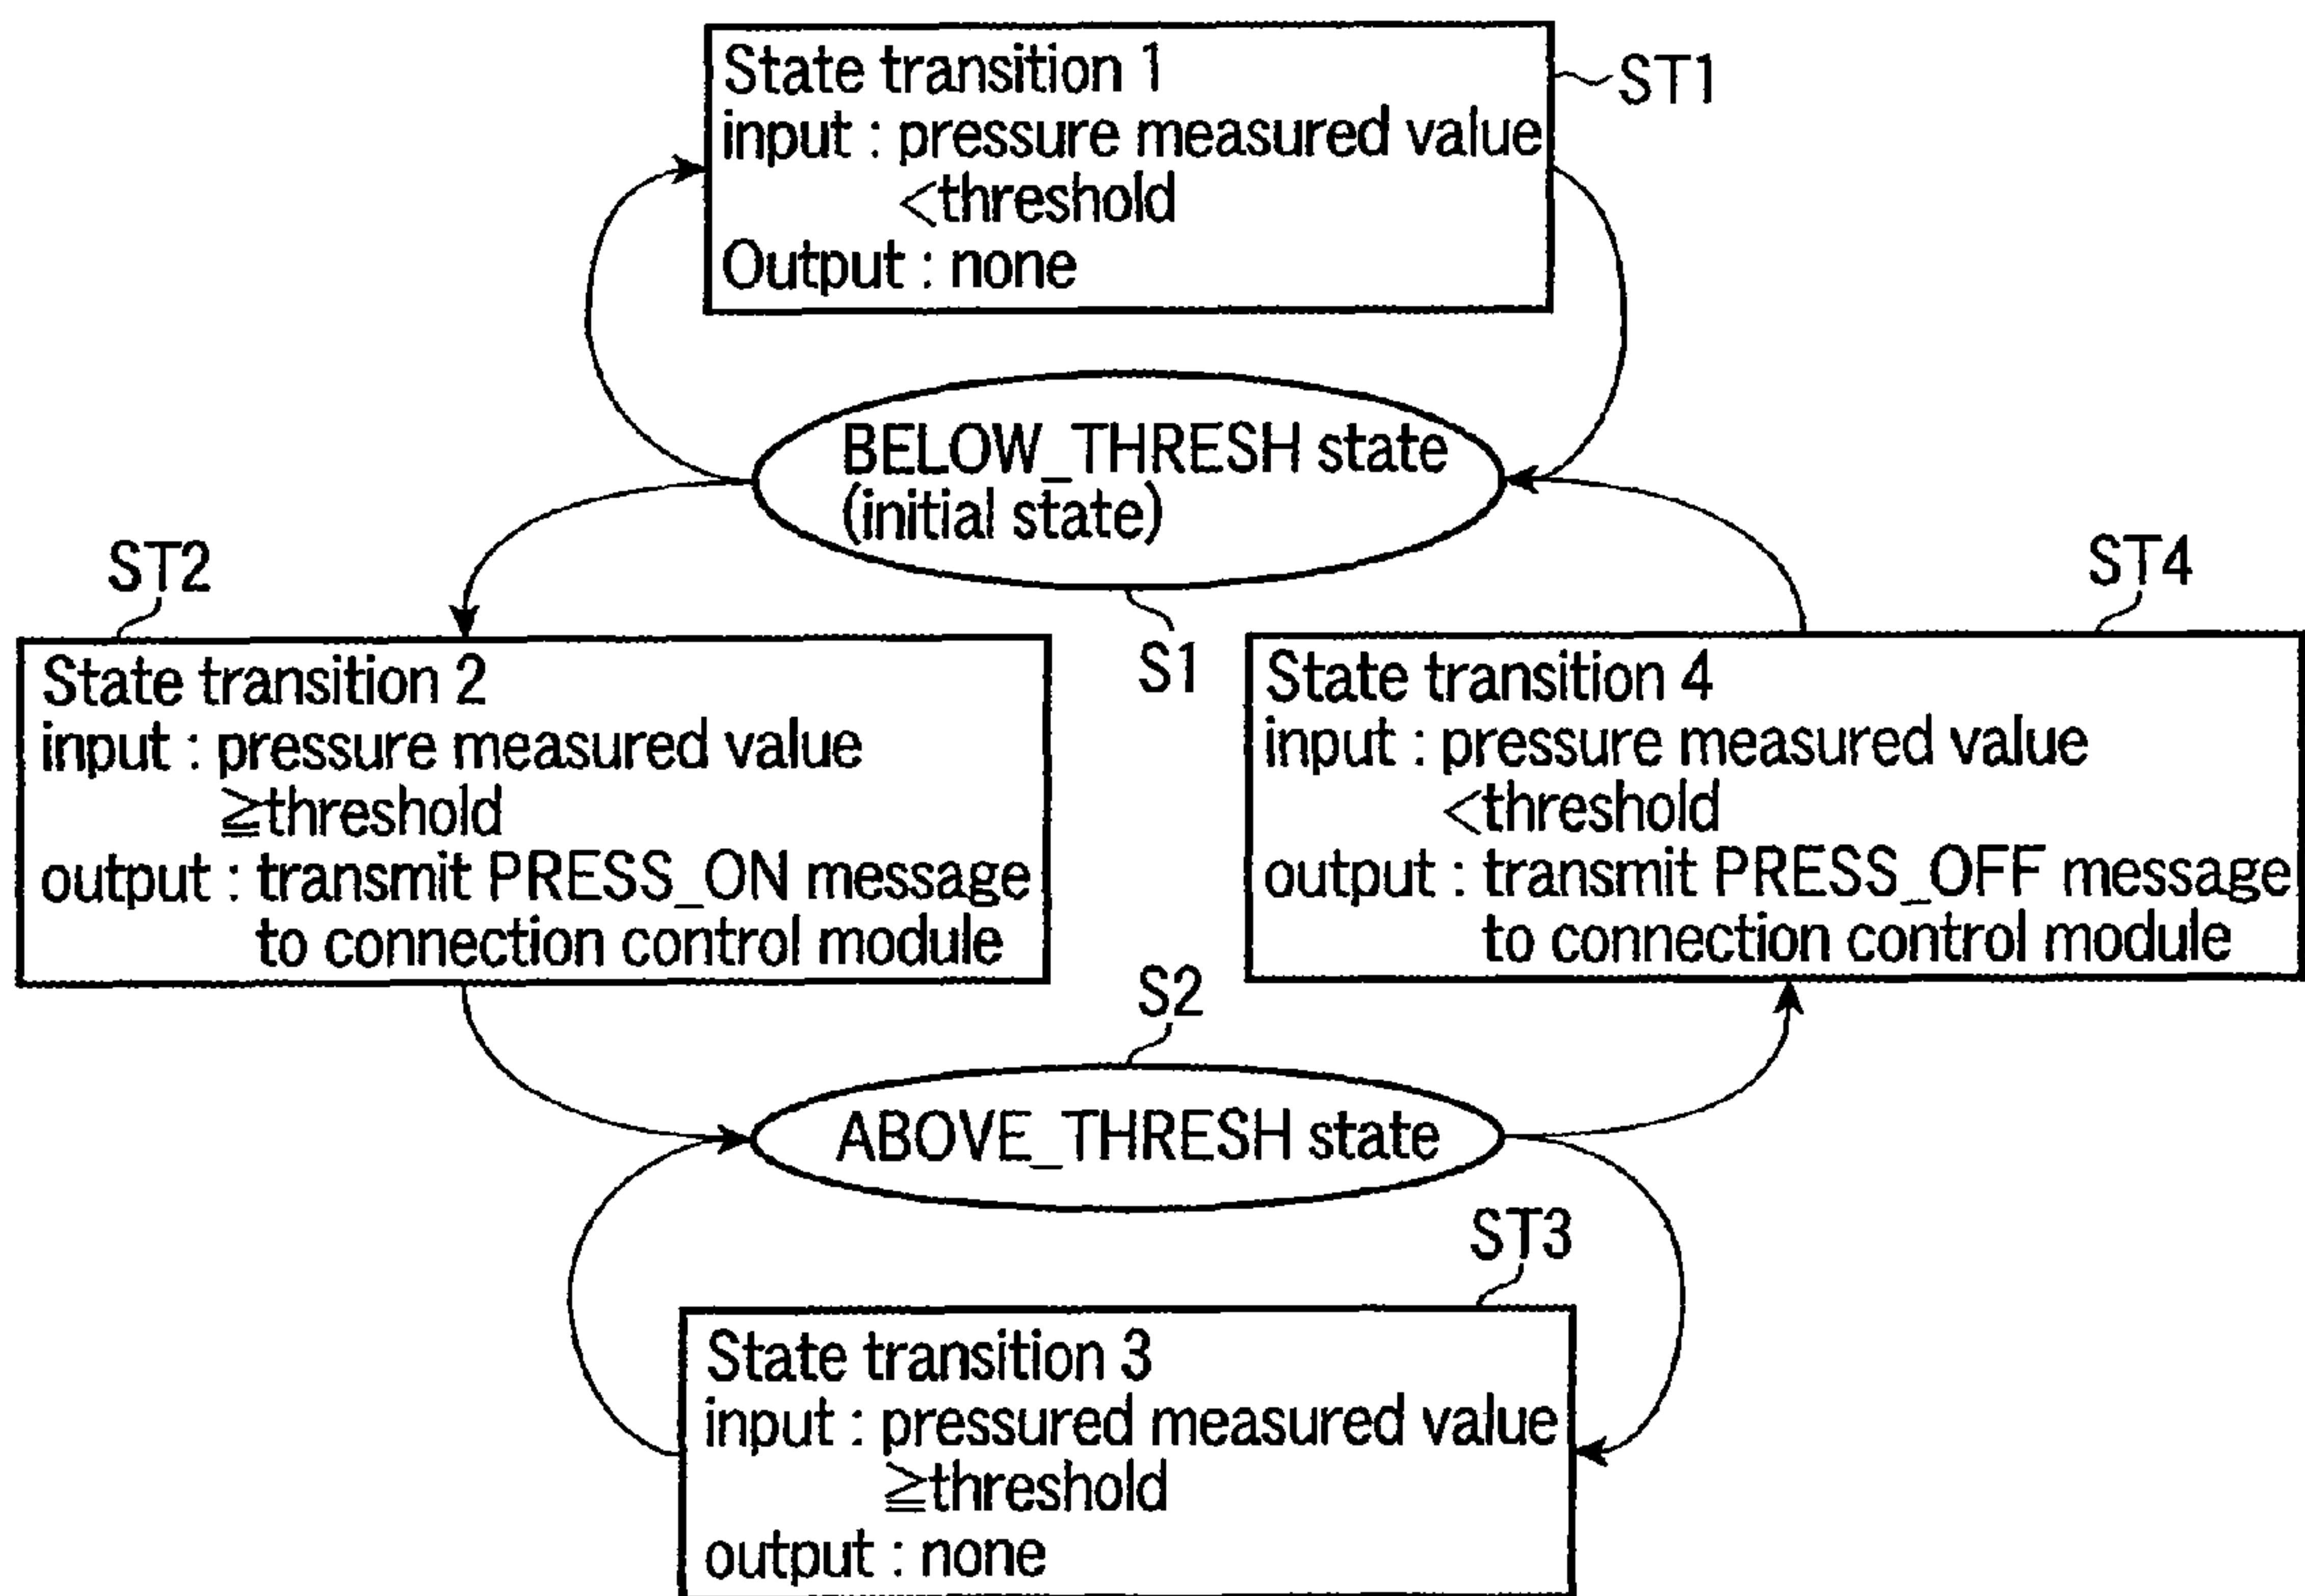 State transition 1
input : pressure measured value
<threshold
Output : none
ST1
BELOW_THRESH state
(initial state)
S1
ST2
State transition 2
input : pressure measured value
≧threshold
output : transmit PRESS_ON message
to connection control module
ST4
State transition 4
input : pressure measured value
<threshold
output : transmit PRESS_OFF message
to connection control module
S2
ABOVE_THRESH state
ST3
State transition 3
input : pressured measured value
≧threshold
output : none